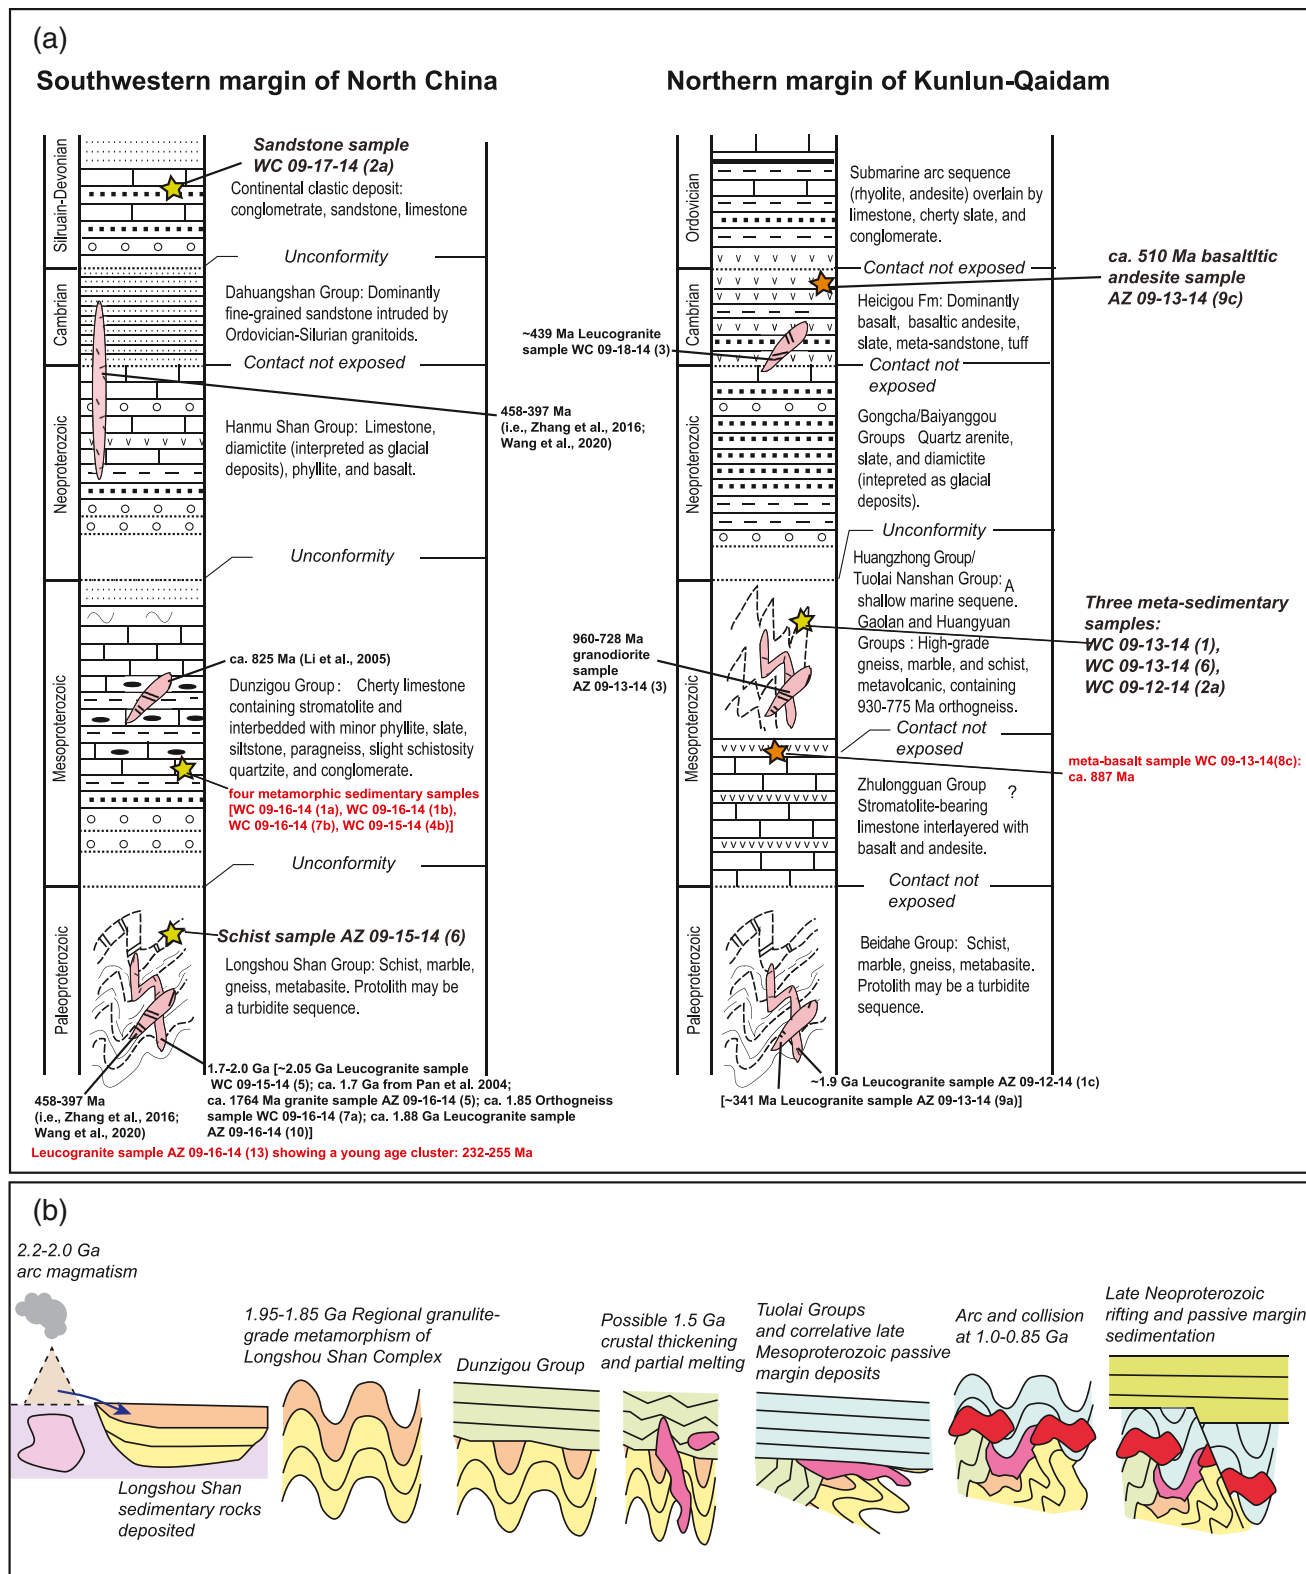 (a)
Southwestern margin of North China
Silruain-Devonian
Sandstone sample
WC 09-17-14 (2a)
Continental clastic deposit:
conglometrate, sandstone, limestone
Unconformity
Cambrian
Dahuangshan Group: Dominantly
fine-grained sandstone intruded by
Ordovician-Silurian granitoids.
Contact not exposed
458-397 Ma
(i.e., Zhang et al., 2016;
Wang et al., 2020)
Neoproterozoic
Hanmu Shan Group: Limestone,
diamictite (interpreted as glacial
deposits), phyllite, and basalt.
Unconformity
Mesoproterozoic
ca. 825 Ma (Li et al., 2005)
Dunzigou Group : Cherty limestone
containing stromatolite and
interbedded with minor phyllite, slate,
siltstone, paragneiss, slight schistosity
quartzite, and conglomerate.
four metamorphic sedimentary samples
[WC 09-16-14 (1a), WC 09-16-14 (1b),
WC 09-16-14 (7b), WC 09-15-14 (4b)]
Unconformity
Paleoproterozoic
Schist sample AZ 09-15-14 (6)
Longshou Shan Group: Schist, marble,
gneiss, metabasite. Protolith may be
a turbidite sequence.
1.7-2.0 Ga [~2.05 Ga Leucogranite sample
WC 09-15-14 (5); ca. 1.7 Ga from Pan et al. 2004;
ca. 1764 Ma granite sample AZ 09-16-14 (5); ca. 1.85 Orthogneiss
sample WC 09-16-14 (7a); ca. 1.88 Ga Leucogranite sample
AZ 09-16-14 (10)]
458-397 Ma
(i.e., Zhang et al., 2016;
Wang et al., 2020)
Leucogranite sample AZ 09-16-14 (13) showing a young age cluster: 232-255 Ma
Northern margin of Kunlun-Qaidam
Ordovician
Submarine arc sequence
(rhyolite, andesite) overlain by
limestone, cherty slate, and
conglomerate.
Contact not exposed
ca. 510 Ma basaltltic
andesite sample
AZ 09-13-14 (9c)
Cambrian
Heicigou Fm: Dominantly
basalt, basaltic andesite,
slate, meta-sandstone, tuff
~439 Ma Leucogranite
sample WC 09-18-14 (3)
Contact not
exposed
Neoproterozoic
Gongcha/Baiyanggou
Groups Quartz arenite,
slate, and diamictite
(intepreted as glacial
deposits).
Unconformity
Mesoproterozoic
Huangzhong Group/
Tuolai Nanshan Group: A
shallow marine sequene.
Gaolan and Huangyuan
Groups : High-grade
gneiss, marble, and schist,
metavolcanic, containing
930-775 Ma orthogneiss.
Three meta-sedimentary
samples:
WC 09-13-14 (1),
WC 09-13-14 (6),
WC 09-12-14 (2a)
960-728 Ma
granodiorite
sample
AZ 09-13-14 (3)
Contact not
exposed
meta-basalt sample WC 09-13-14(8c):
ca. 887 Ma
Zhulongguan Group ?
Stromatolite-bearing
limestone interlayered with
basalt and andesite.
Contact not
exposed
Paleoproterozoic
Beidahe Group: Schist,
marble, gneiss, metabasite.
Protolith may be a turbidite
sequence.
~1.9 Ga Leucogranite sample AZ 09-12-14 (1c)
[~341 Ma Leucogranite sample AZ 09-13-14 (9a)]
v v v v
v v v v
v v v
v v v v
v v v v v v v v
v v v v v v v v
v v v v v v v v
v v v v v v v v
(b)
2.2-2.0 Ga
arc magmatism
Longshou Shan
sedimentary rocks
deposited
1.95-1.85 Ga Regional granulite-
grade metamorphism of
Longshou Shan Complex
Dunzigou Group
Possible 1.5 Ga
crustal thickening
and partial melting
Tuolai Groups
and correlative late
Mesoproterozoic passive
margin deposits
Arc and collision
at 1.0-0.85 Ga
Late Neoproterozoic
rifting and passive margin
sedimentation